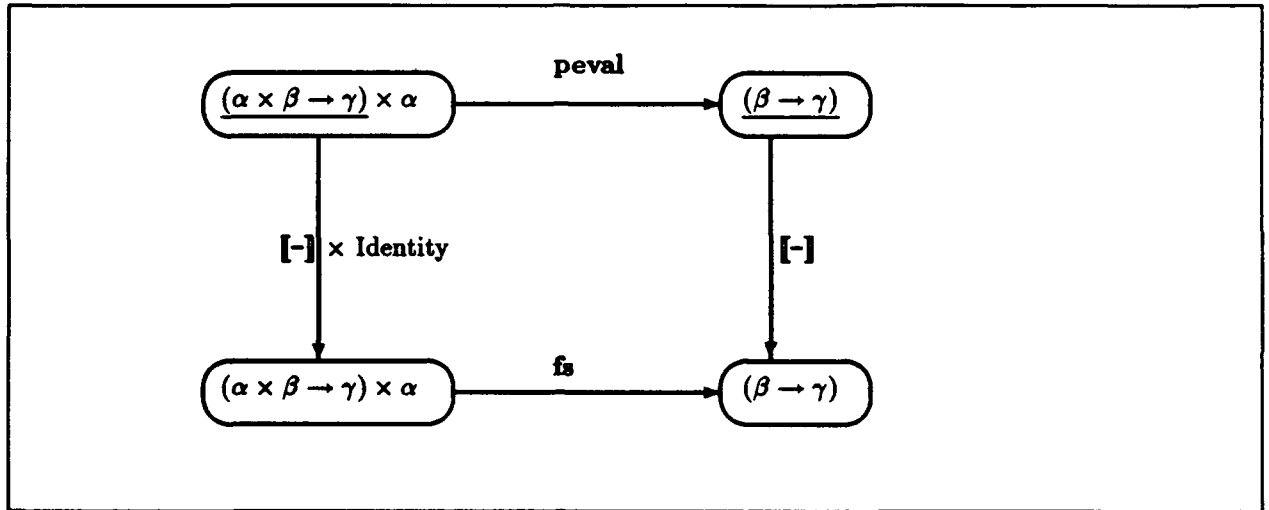 peval
(α × β → γ) × α
(β → γ)
[[-]] × Identity
[[-]]
fs
(α × β → γ) × α
(β → γ)